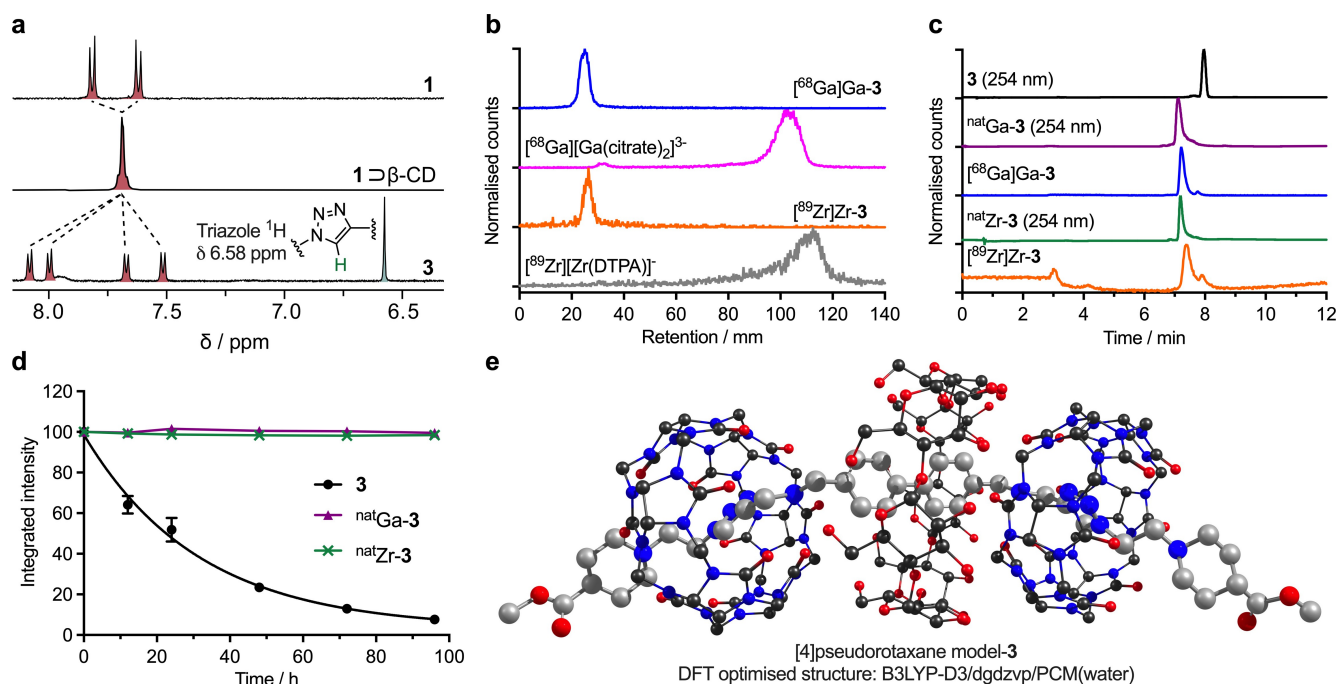 a
1
1 ⊃β-CD
Triazole ¹H
δ 6.58 ppm
N
N
N
H
3
8.0 7.5 7.0 6.5
δ / ppm
b
Normalised counts
[⁶⁸Ga]Ga-3
[⁶⁸Ga][Ga(citrate)₂]³⁻
[⁸⁹Zr]Zr-3
[⁸⁹Zr][Zr(DTPA)]⁻
0 20 40 60 80 100 120 140
Retention / mm
c
Normalised counts
3 (254 nm)
ⁿᵃᵗGa-3 (254 nm)
[⁶⁸Ga]Ga-3
ⁿᵃᵗZr-3 (254 nm)
[⁸⁹Zr]Zr-3
0 2 4 6 8 10 12
Time / min
d
Integrated intensity
120
100
80
60
40
20
0
3
ⁿᵃᵗGa-3
ⁿᵃᵗZr-3
0 20 40 60 80 100
Time / h
e
[4]pseudorotaxane model-3
DFT optimised structure: B3LYP-D3/dgdzvp/PCM(water)